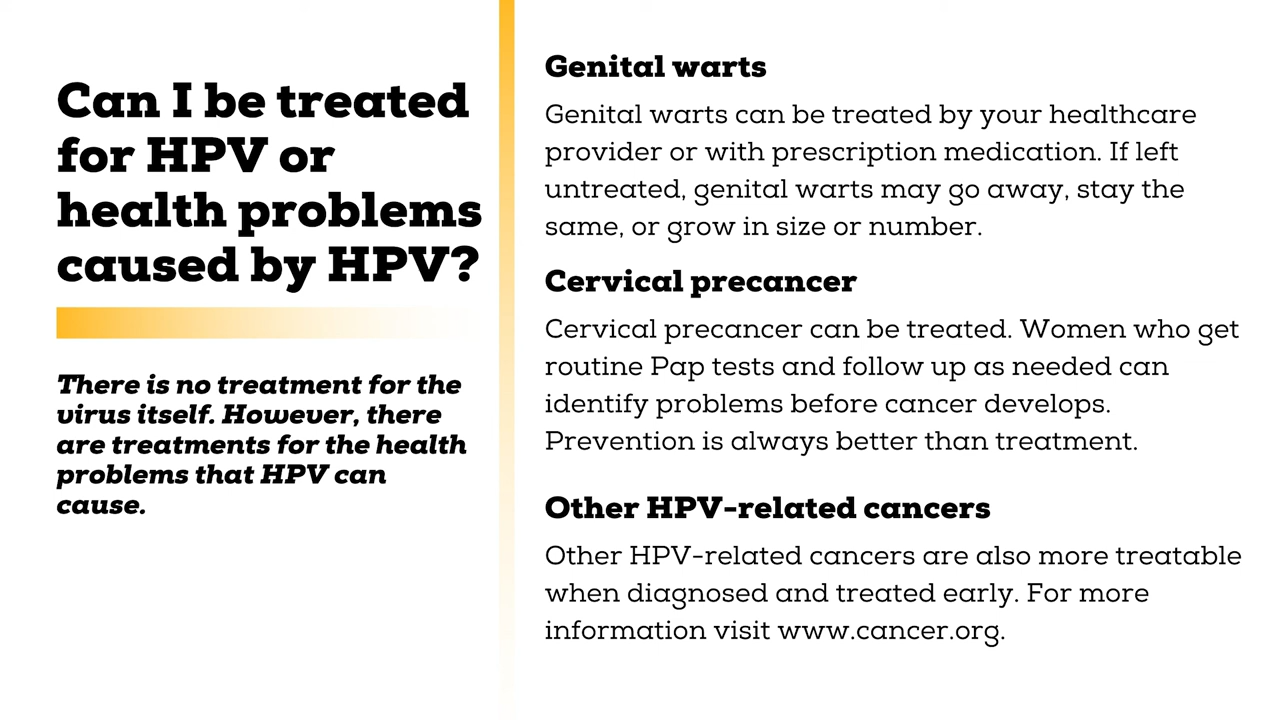 Can I be treated
for HPV or
health problems
caused by HPV?
There is no treatment for the
virus itself. However, there
are treatments for the health
problems that HPV can
cause.
Genital warts
Genital warts can be treated by your healthcare
provider or with prescription medication. If left
untreated, genital warts may go away, stay the
same, or grow in size or number.
Cervical precancer
Cervical precancer can be treated. Women who get
routine Pap tests and follow up as needed can
identify problems before cancer develops.
Prevention is always better than treatment.
Other HPV-related cancers
Other HPV-related cancers are also more treatable
when diagnosed and treated early. For more
information visit www.cancer.org.